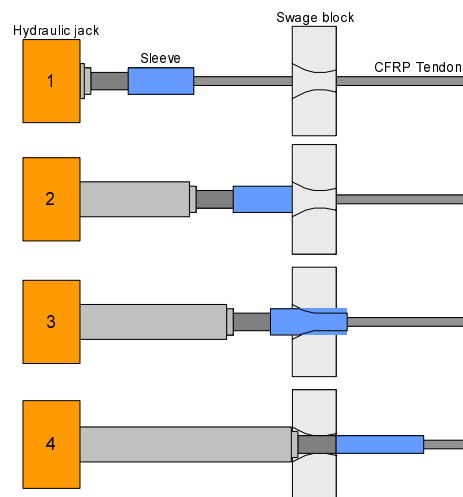 Swage block
Hydraulic jack
Sleeve
CFRP Tendon
1
2
3
4